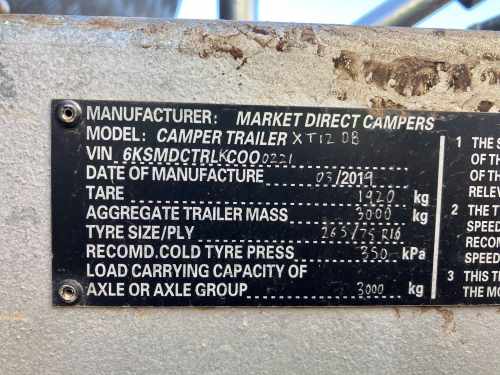 MANUFACTURER: MARKET DIRECT CAMPERS
MODEL: CAMPER TRAILER XT12 DB
VIN 6KSMDCTRLKCOO0221
DATE OF MANUFACTURE 03/2019
TARE 1920 kg
AGGREGATE TRAILER MASS 3000 kg
TYRE SIZE/PLY 265/75 R16
RECOMD.COLD TYRE PRESS 350 kPa
LOAD CARRYING CAPACITY OF
AXLE OR AXLE GROUP 3000 kg
1 THE S
OF TH
OF TH
RELEV
2 THE T
SPEED
RECOM
SPEED
3 THIS T
THE MO